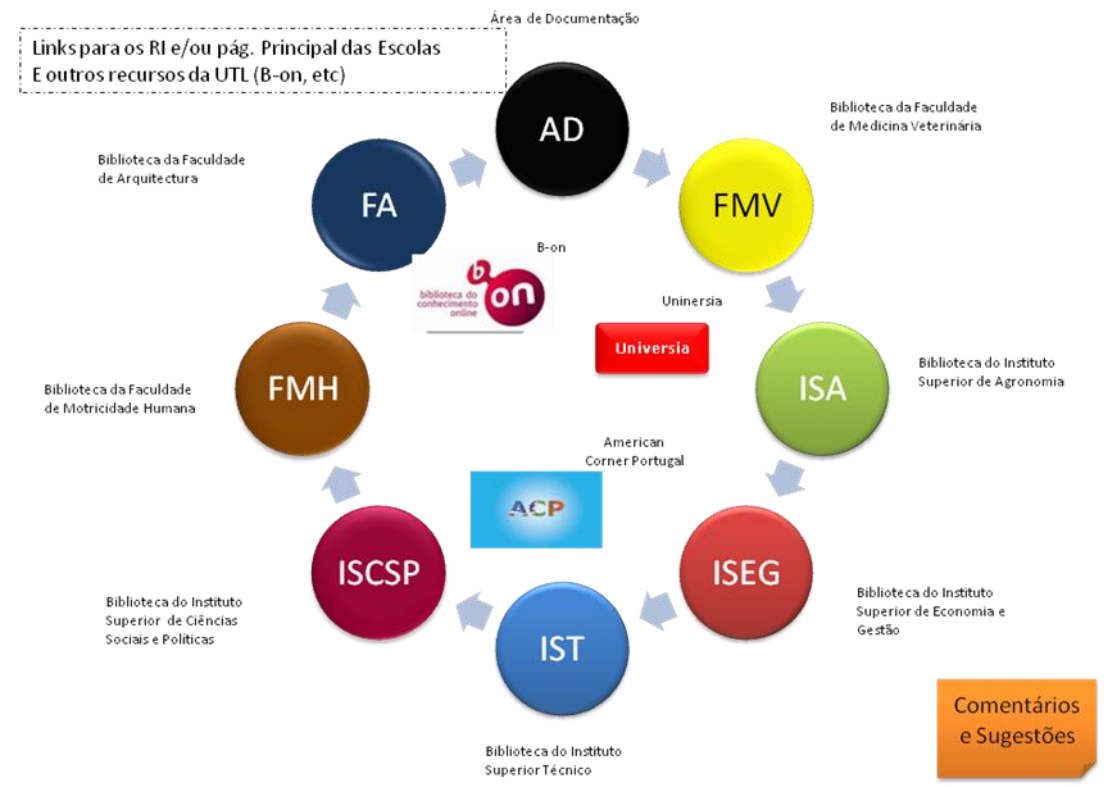 Área de Documentação
Links para os RI e/ou pág. Principal das Escolas
E outros recursos da UTL (B-on, etc)
AD
Biblioteca da Faculdade
de Medicina Veterinária
FMV
Biblioteca da Faculdade
de Arquitectura
FA
B-on
biblioteca do
conhecimento
online
b
on
Uninersia
Universia
Biblioteca do Instituto
Superior de Agronomia
ISA
Biblioteca da Faculdade
de Motricidade Humana
FMH
American
Corner Portugal
ACP
ISCSP
Biblioteca do Instituto
Superior de Ciências
Sociais e Políticas
ISEG
Biblioteca do Instituto
Superior de Economia e
Gestão
IST
Biblioteca do Instituto
Superior Técnico
Comentários
e Sugestões